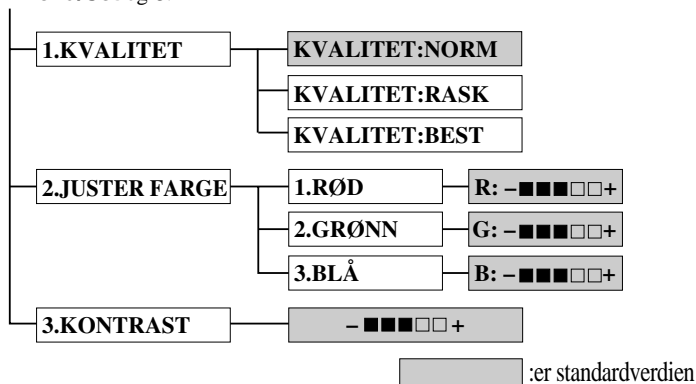 1.KVALITET
KVALITET:NORM
KVALITET:RASK
KVALITET:BEST
2.JUSTER FARGE
1.RØD
R: –■■■□□+
2.GRØNN
G: –■■■□□+
3.BLÅ
B: –■■■□□+
3.KONTRAST
–■■■□□+
:er standardverdien